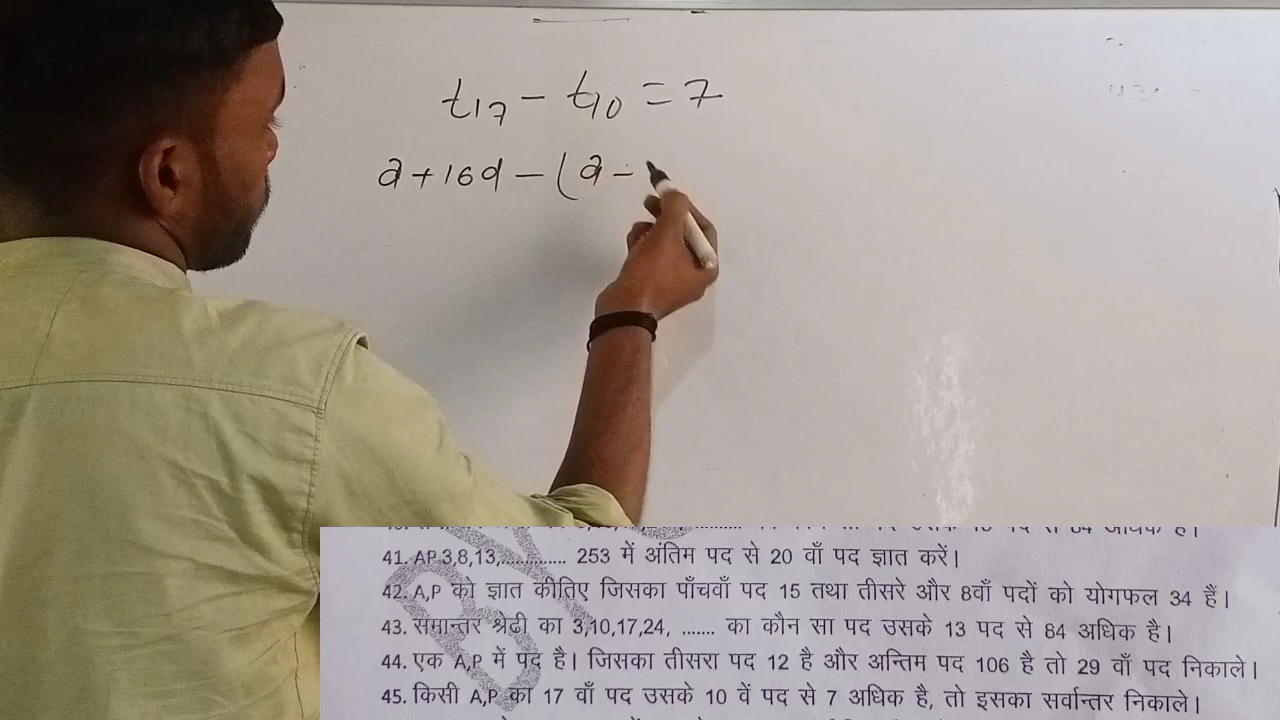 t17 - t10 = 7
a + 16d - (a -
41. A.P 3,8,13,............ 253 में अंतिम पद से 20 वाँ पद ज्ञात करें।
42. A,P को ज्ञात कीतिए जिसका पाँचवाँ पद 15 तथा तीसरे और 8वाँ पदों को योगफल 34 हैं।
43. समान्तर श्रेढी का 3,10,17,24, ....... का कौन सा पद उसके 13 पद से 84 अधिक है।
44. एक A,P में पद है। जिसका तीसरा पद 12 है और अन्तिम पद 106 है तो 29 वाँ पद निकाले।
45. किसी A,P का 17 वाँ पद उसके 10 वें पद से 7 अधिक है, तो इसका सर्वान्तर निकाले।